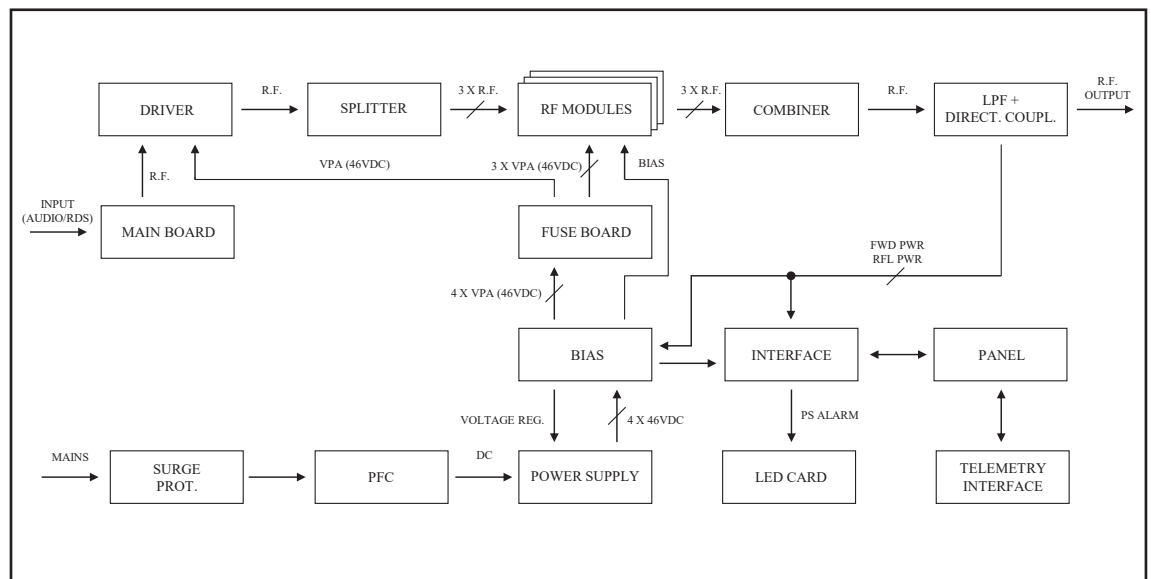 R.F.
3 X R.F.
3 X R.F.
R.F.
R.F.
OUTPUT
DRIVER
SPLITTER
RF MODULES
COMBINER
LPF +
DIRECT. COUPL.
VPA (46VDC)
3 X VPA (46VDC)
BIAS
R.F.
INPUT
(AUDIO/RDS)
MAIN BOARD
FUSE BOARD
FWD PWR
RFL PWR
4 X VPA (46VDC)
BIAS
INTERFACE
PANEL
VOLTAGE REG.
4 X 46VDC
PS ALARM
MAINS
DC
SURGE
PROT.
PFC
POWER SUPPLY
LED CARD
TELEMETRY
INTERFACE